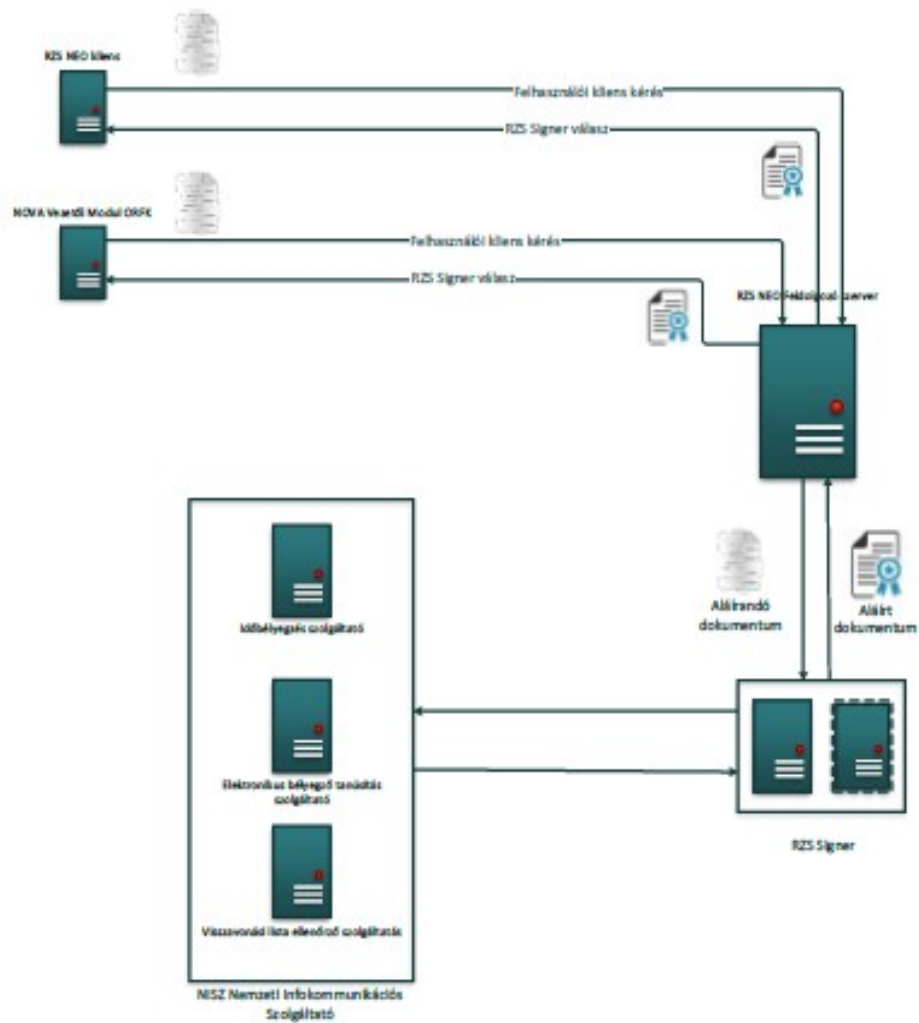 RZS NEO kliens
Felhasználói kliens kérés
RZS Signer válasz
NOVA Vezetői Modul ORFK
Felhasználói kliens kérés
RZS Signer válasz
RZS NEO Feldolgozó szerver
Időbélyegzés szolgáltató
Aláírandó
dokumentum
Aláírt
dokumentum
Elektronikus bélyegző tanúsítás
szolgáltató
RZS Signer
Visszavonási lista ellenőrző szolgáltatás
NISZ Nemzeti Infokommunikációs
Szolgáltató